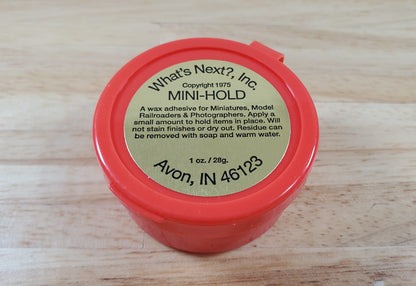 What's Next?, Inc.
Copyright 1975
MINI-HOLD
A wax adhesive for Miniatures, Model
Railroaders & Photographers. Apply a
small amount to hold items in place. Will
not stain finishes or dry out. Residue can
be removed with soap and warm water.
1 oz. / 28g.
Avon, IN 46123